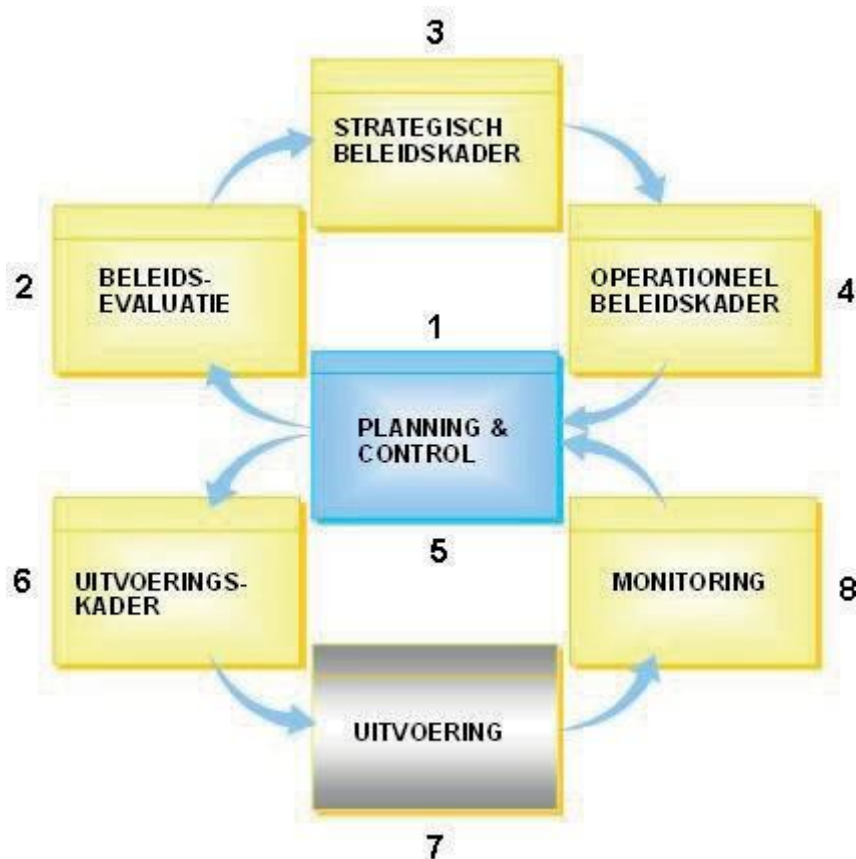 3
STRATEGISCH
BELEIDSKADER
2
BELEIDS-
EVALUATIE
OPERATIONEEL
BELEIDSKADER
4
1
PLANNING &
CONTROL
5
6
UITVOERINGS-
KADER
MONITORING
8
UITVOERING
7